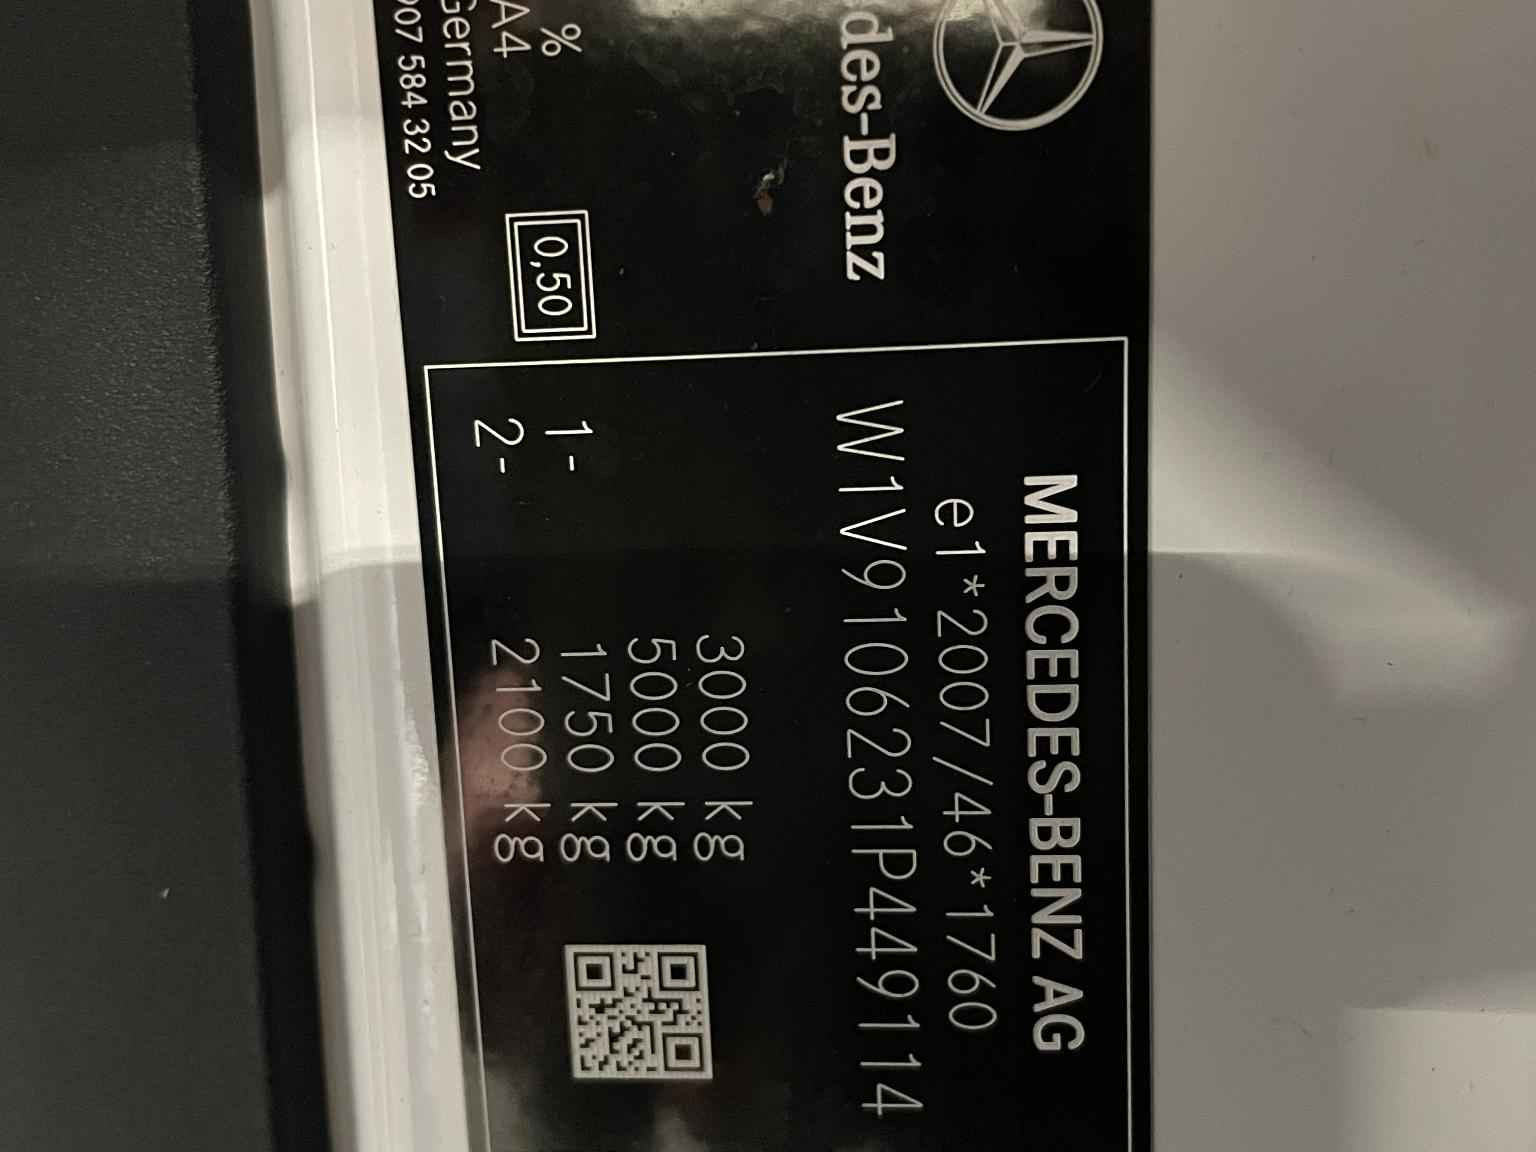 des-Benz
%
A4
Germany
907 584 32 05
0,50
MERCEDES-BENZ AG
e1*2007/46*1760
W1V9106231P449114
3000 kg
5000 kg
1- 1750 kg
2- 2100 kg